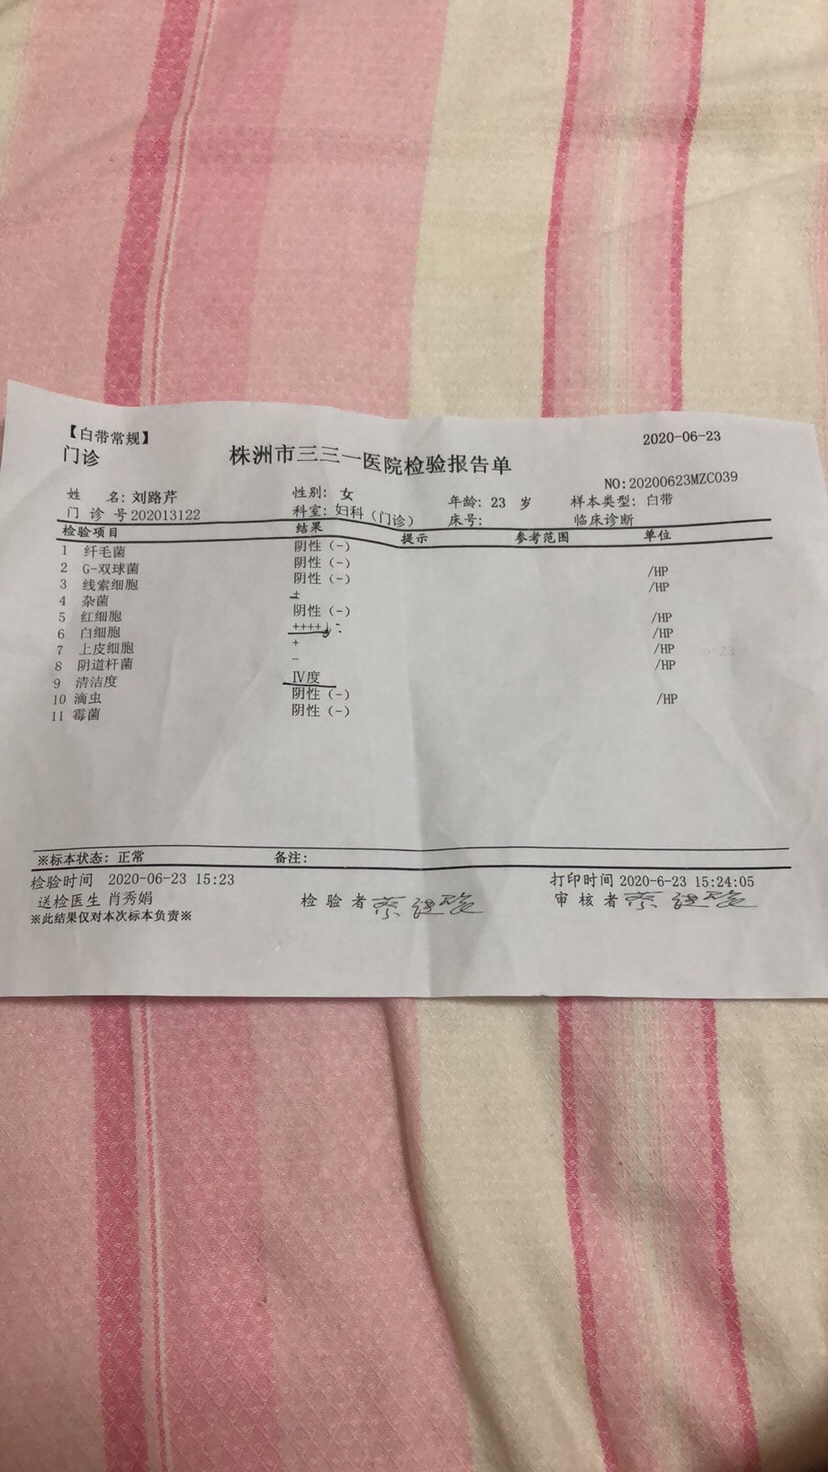 【白带常规】
2020-06-23
门诊
株洲市三三一医院检验报告单
NO:20200623MZC039
姓 名: 刘路芹 性别: 女 年龄: 23 岁 样本类型: 白带
门 诊 号 202013122 科室: 妇科(门诊) 床号: 临床诊断
检验项目 结果 提示 参考范围 单位
1 纤毛菌 阴性(-)
2 G-双球菌 阴性(-) /HP
3 线索细胞 阴性(-) /HP
4 杂菌 +
5 红细胞 阴性(-) /HP
6 白细胞 ++++ /HP
7 上皮细胞 + /HP
8 阴道杆菌 - /HP
9 清洁度 Ⅳ度
10 滴虫 阴性(-) /HP
11 霉菌 阴性(-)
※标本状态: 正常 备注:
检验时间 2020-06-23 15:23 打印时间 2020-6-23 15:24:05
送检医生 肖秀娟 检 验 者 审 核 者
※此结果仅对本次标本负责※